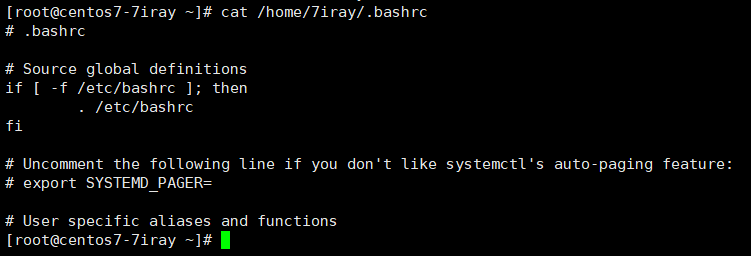 [root@centos7-7iray ~]# cat /home/7iray/.bashrc
# .bashrc
# Source global definitions
if [ -f /etc/bashrc ]; then
        . /etc/bashrc
fi
# Uncomment the following line if you don't like systemctl's auto-paging feature:
# export SYSTEMD_PAGER=
# User specific aliases and functions
[root@centos7-7iray ~]#